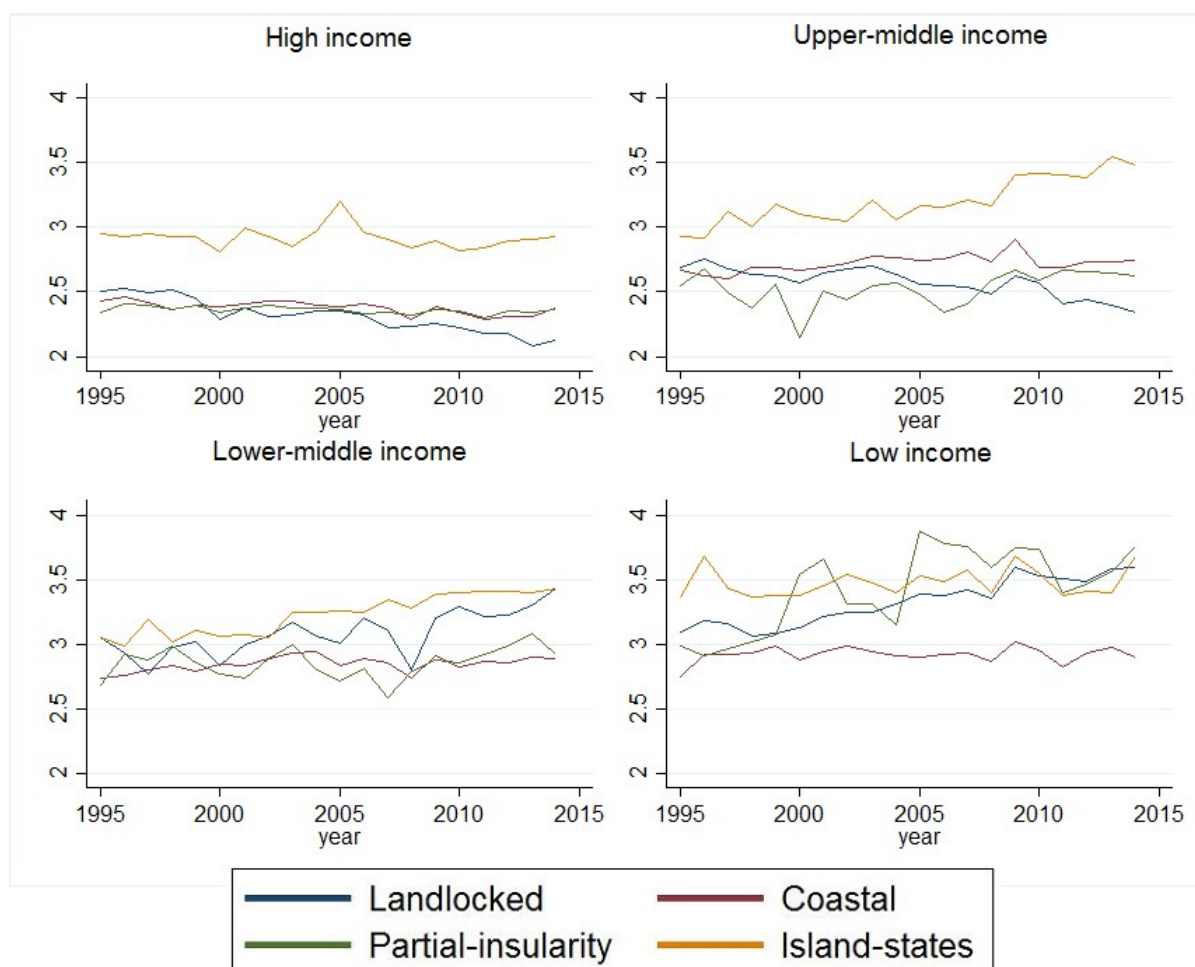 High income
Upper-middle income
4
3.5
3
2.5
2
1995 2000 2005 2010 2015
year
4
3.5
3
2.5
2
1995 2000 2005 2010 2015
year
Lower-middle income
Low income
4
3.5
3
2.5
2
1995 2000 2005 2010 2015
year
4
3.5
3
2.5
2
1995 2000 2005 2010 2015
year
Landlocked Coastal
Partial-insularity Island-states